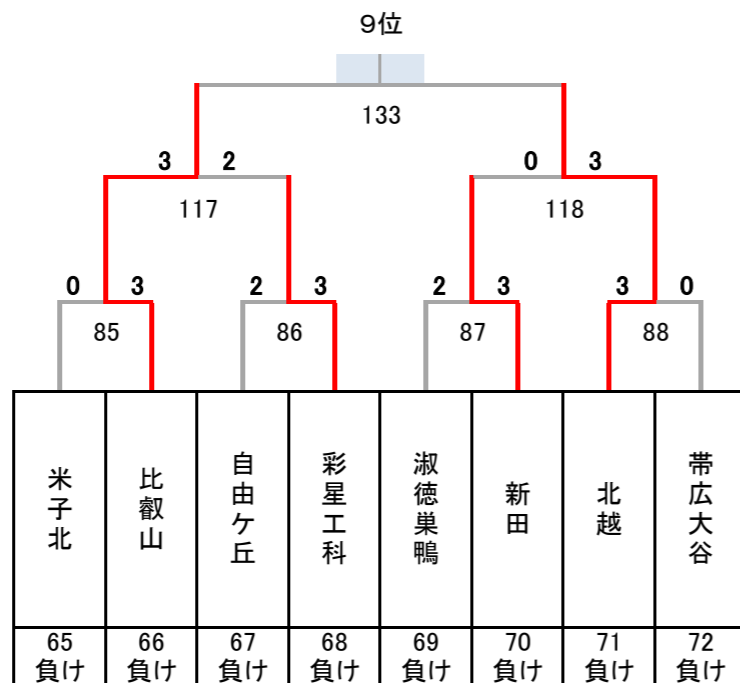 9位
133
3 2 0 3
117 118
0 3 2 3 2 3 3 0
85 86 87 88
米子北 比叡山 自由ケ丘 彩星工科 淑徳巣鴨 新田 北越 帯広大谷
65 66 67 68 69 70 71 72
負け 負け 負け 負け 負け 負け 負け 負け